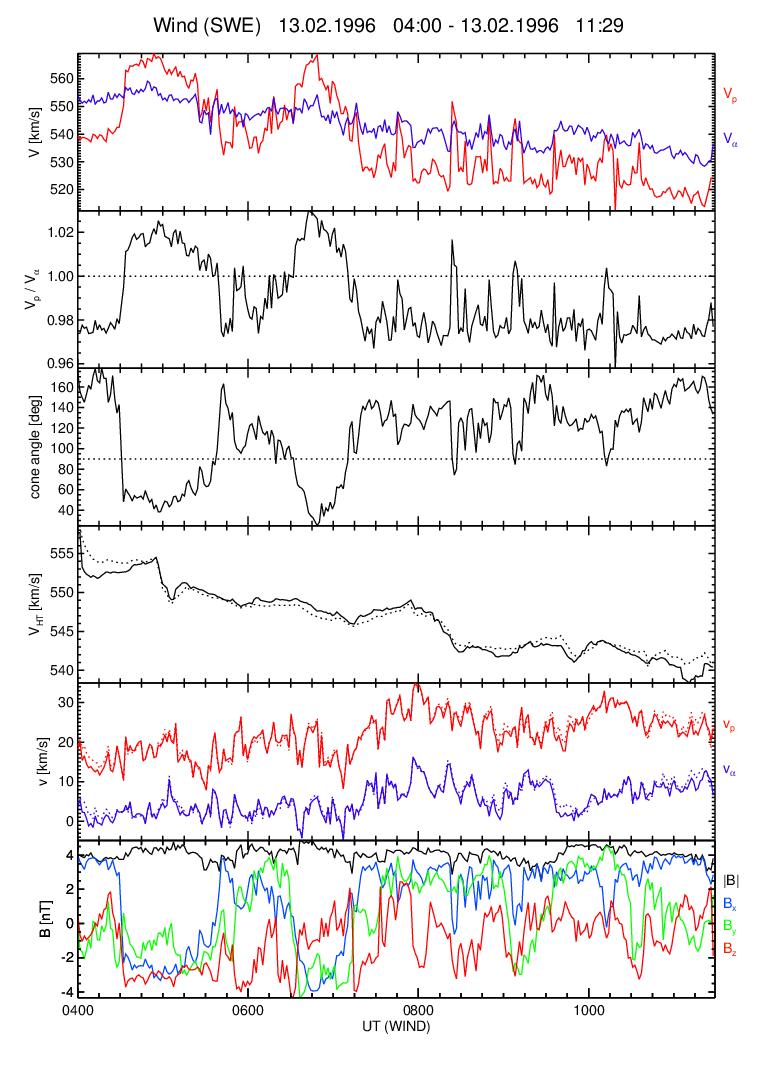 Wind (SWE) 13.02.1996 04:00 - 13.02.1996 11:29
V [km/s]
560
550
540
530
520
Vp
Vα
Vp / Vα
1.02
1.00
0.98
0.96
cone angle [deg]
160
140
120
100
80
60
40
VHT [km/s]
555
550
545
540
v [km/s]
30
20
10
0
vp
vα
B [nT]
4
2
0
-2
-4
|B|
Bx
By
Bz
0400 0600 0800 1000
UT (WIND)